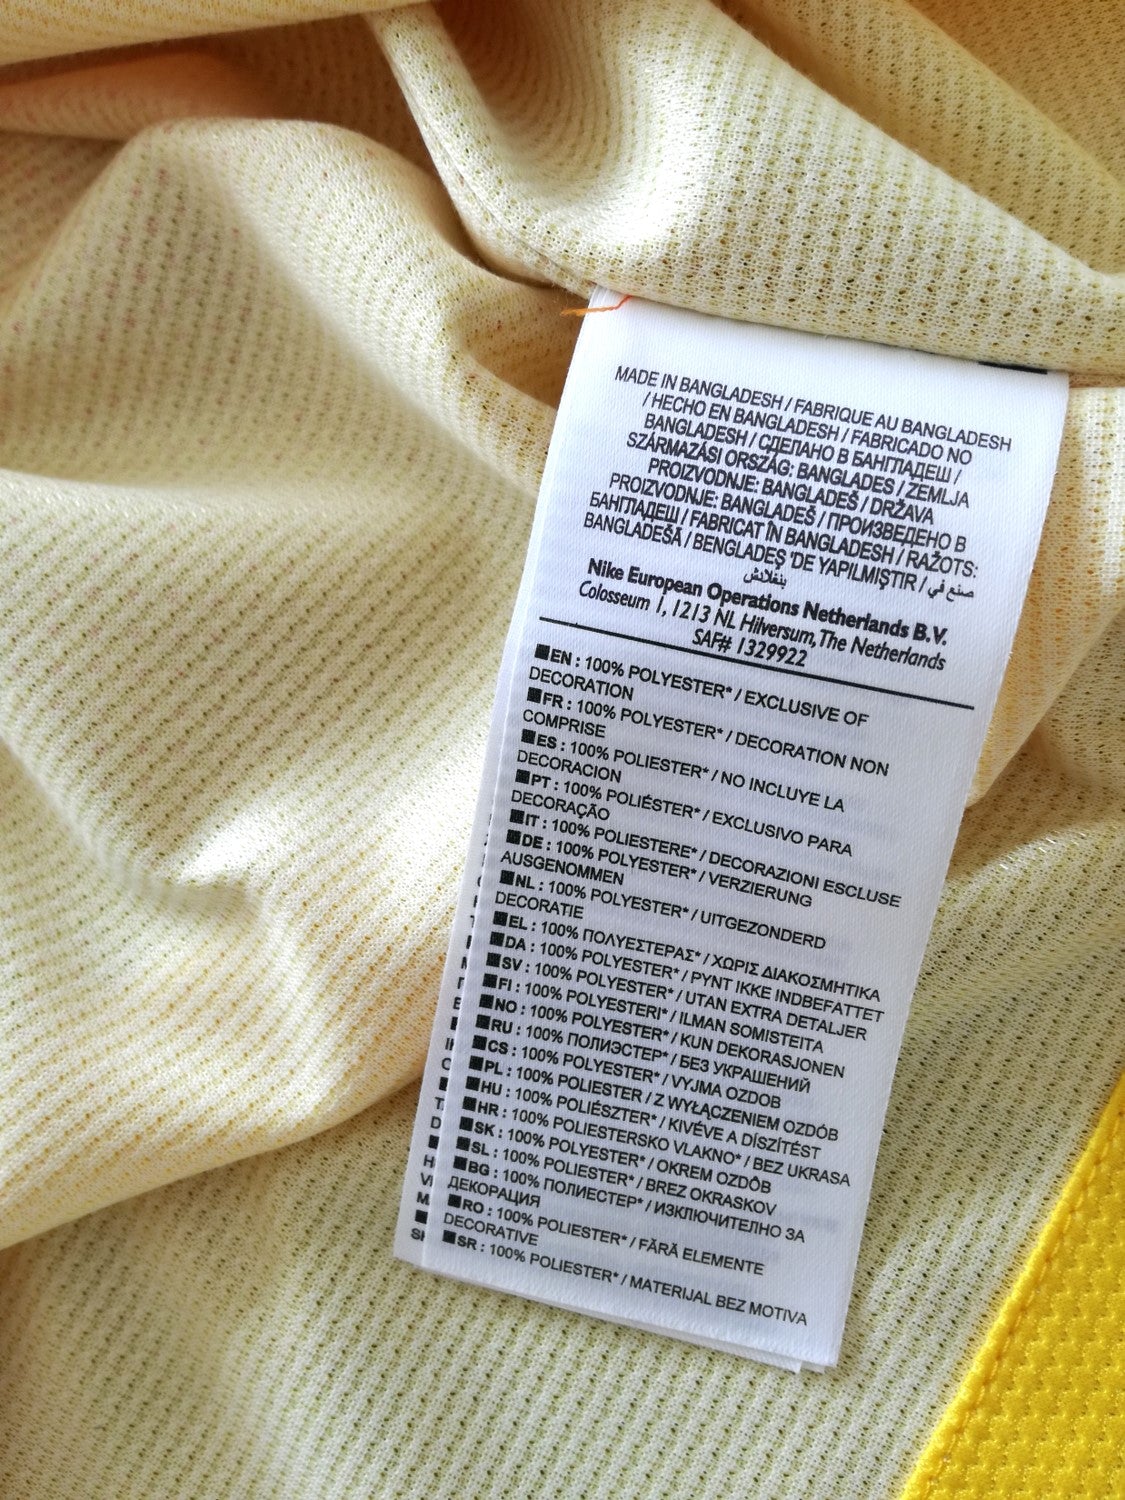 MADE IN BANGLADESH / FABRIQUE AU BANGLADESH
/ HECHO EN BANGLADESH / FABRICADO NO
BANGLADESH / СДЕЛАНО В БАНГЛАДЕШ /
SZÁRMAZÁSI ORSZÁG: BANGLADES / ZEMLJA
PROIZVODNJE: BANGLADEŠ / DRŽAVA
PROIZVODNJE: BANGLADEŠ / ПРОИЗВЕДЕНО В
БАНГЛАДЕШ / FABRICAT ÎN BANGLADESH / RAŽOTS:
BANGLADEŠĀ / BENGLADEŞ 'DE YAPILMIŞTIR / صنع في
بنغلاش
Nike European Operations Netherlands B.V.
Colosseum 1, 1213 NL Hilversum, The Netherlands
SAF# 1329922
EN : 100% POLYESTER* / EXCLUSIVE OF
DECORATION
FR : 100% POLYESTER* / DECORATION NON
COMPRISE
ES : 100% POLIESTER* / NO INCLUYE LA
DECORACION
PT : 100% POLIÉSTER* / EXCLUSIVO PARA
DECORAÇÃO
IT : 100% POLIESTERE* / DECORAZIONI ESCLUSE
DE : 100% POLYESTER* / VERZIERUNG
AUSGENOMMEN
NL : 100% POLYESTER* / UITGEZONDERD
DECORATIE
EL : 100% ΠΟΛΥΕΣΤΕΡΑΣ* / ΧΩΡΙΣ ΔΙΑΚΟΣΜΗΤΙΚΑ
DA : 100% POLYESTER* / PYNT IKKE INDBEFATTET
SV : 100% POLYESTER* / UTAN EXTRA DETALJER
FI : 100% POLYESTERI* / ILMAN SOMISTEITA
NO : 100% POLYESTER* / KUN DEKORASJONEN
RU : 100% ПОЛИЭСТЕР* / БЕЗ УКРАШЕНИЙ
CS : 100% POLYESTER* / VYJMA OZDOB
PL : 100% POLIESTER / Z WYŁĄCZENIEM OZDÓB
HU : 100% POLIÉSZTER* / KIVÉVE A DÍSZÍTÉST
HR : 100% POLIESTERSKO VLAKNO* / BEZ UKRASA
SK : 100% POLYESTER* / OKREM OZDÔB
SL : 100% POLIESTER* / BREZ OKRASKOV
BG : 100% ПОЛИЕСТЕР* / ИЗКЛЮЧИТЕЛНО ЗА
ДЕКОРАЦИЯ
RO : 100% POLIESTER* / FĂRĂ ELEMENTE
DECORATIVE
SR : 100% POLIESTER* / MATERIJAL BEZ MOTIVA